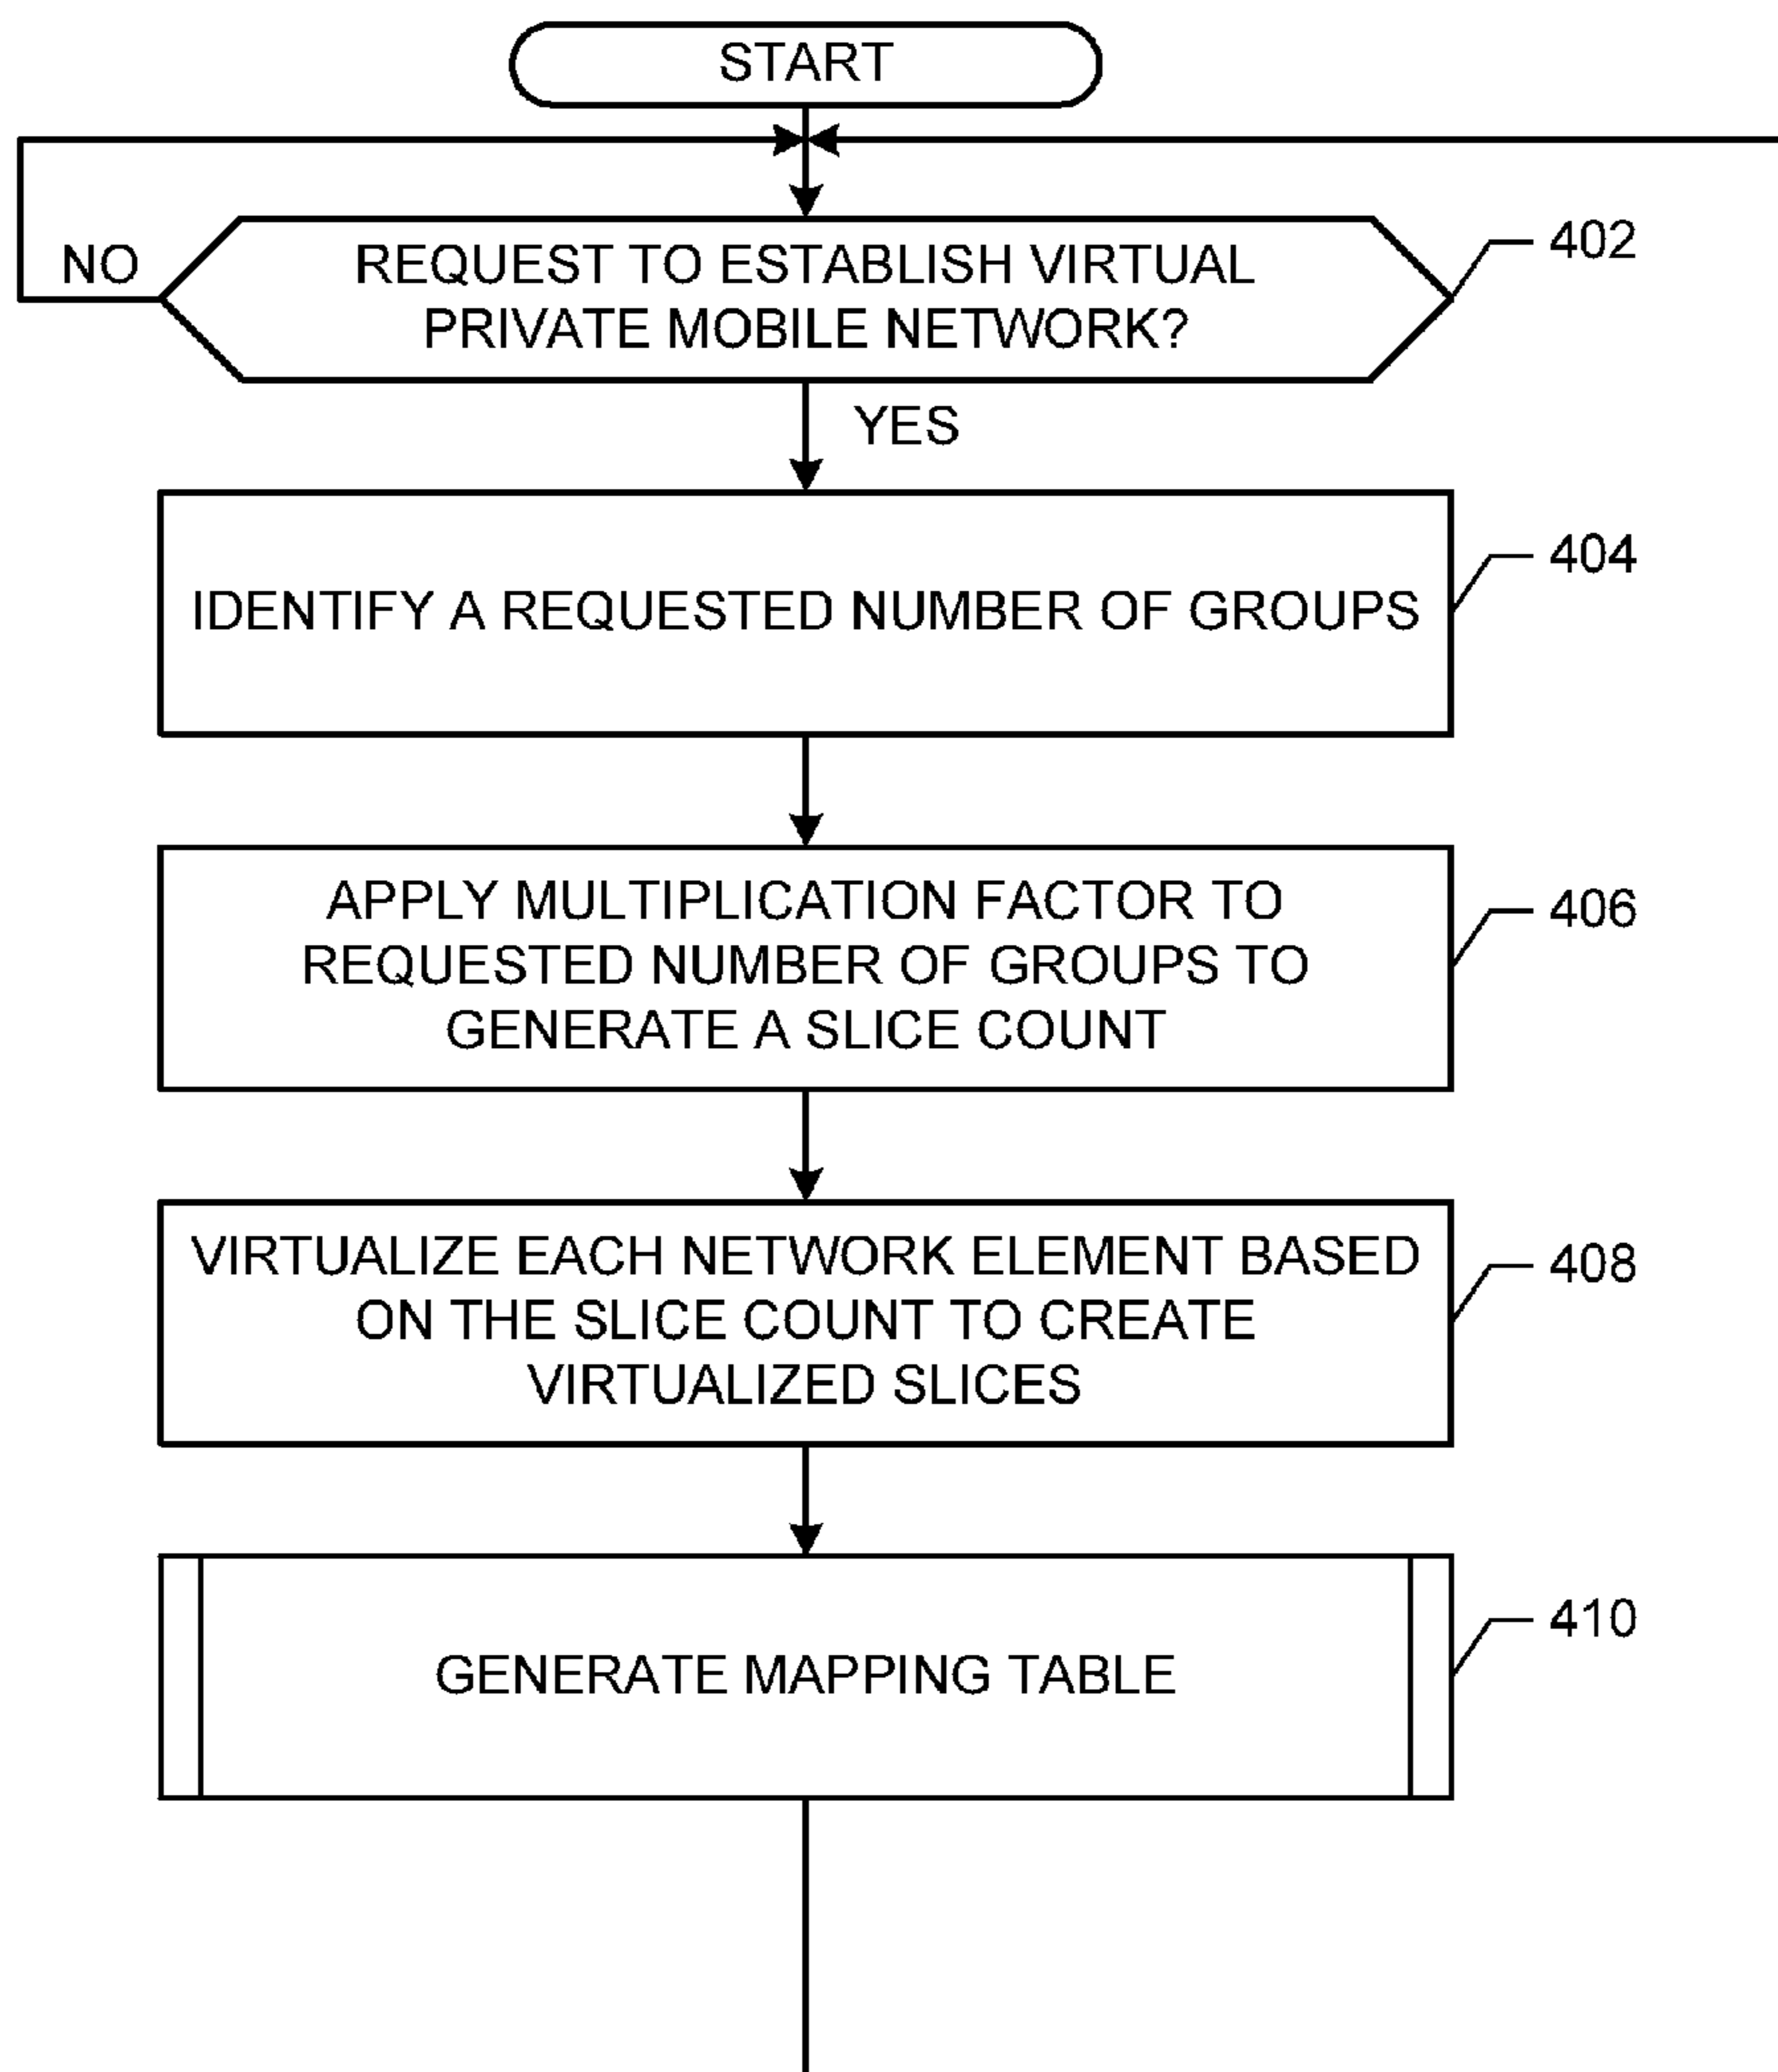 START
NO
REQUEST TO ESTABLISH VIRTUAL
PRIVATE MOBILE NETWORK?
402
YES
IDENTIFY A REQUESTED NUMBER OF GROUPS
404
APPLY MULTIPLICATION FACTOR TO
REQUESTED NUMBER OF GROUPS TO
GENERATE A SLICE COUNT
406
VIRTUALIZE EACH NETWORK ELEMENT BASED
ON THE SLICE COUNT TO CREATE
VIRTUALIZED SLICES
408
GENERATE MAPPING TABLE
410